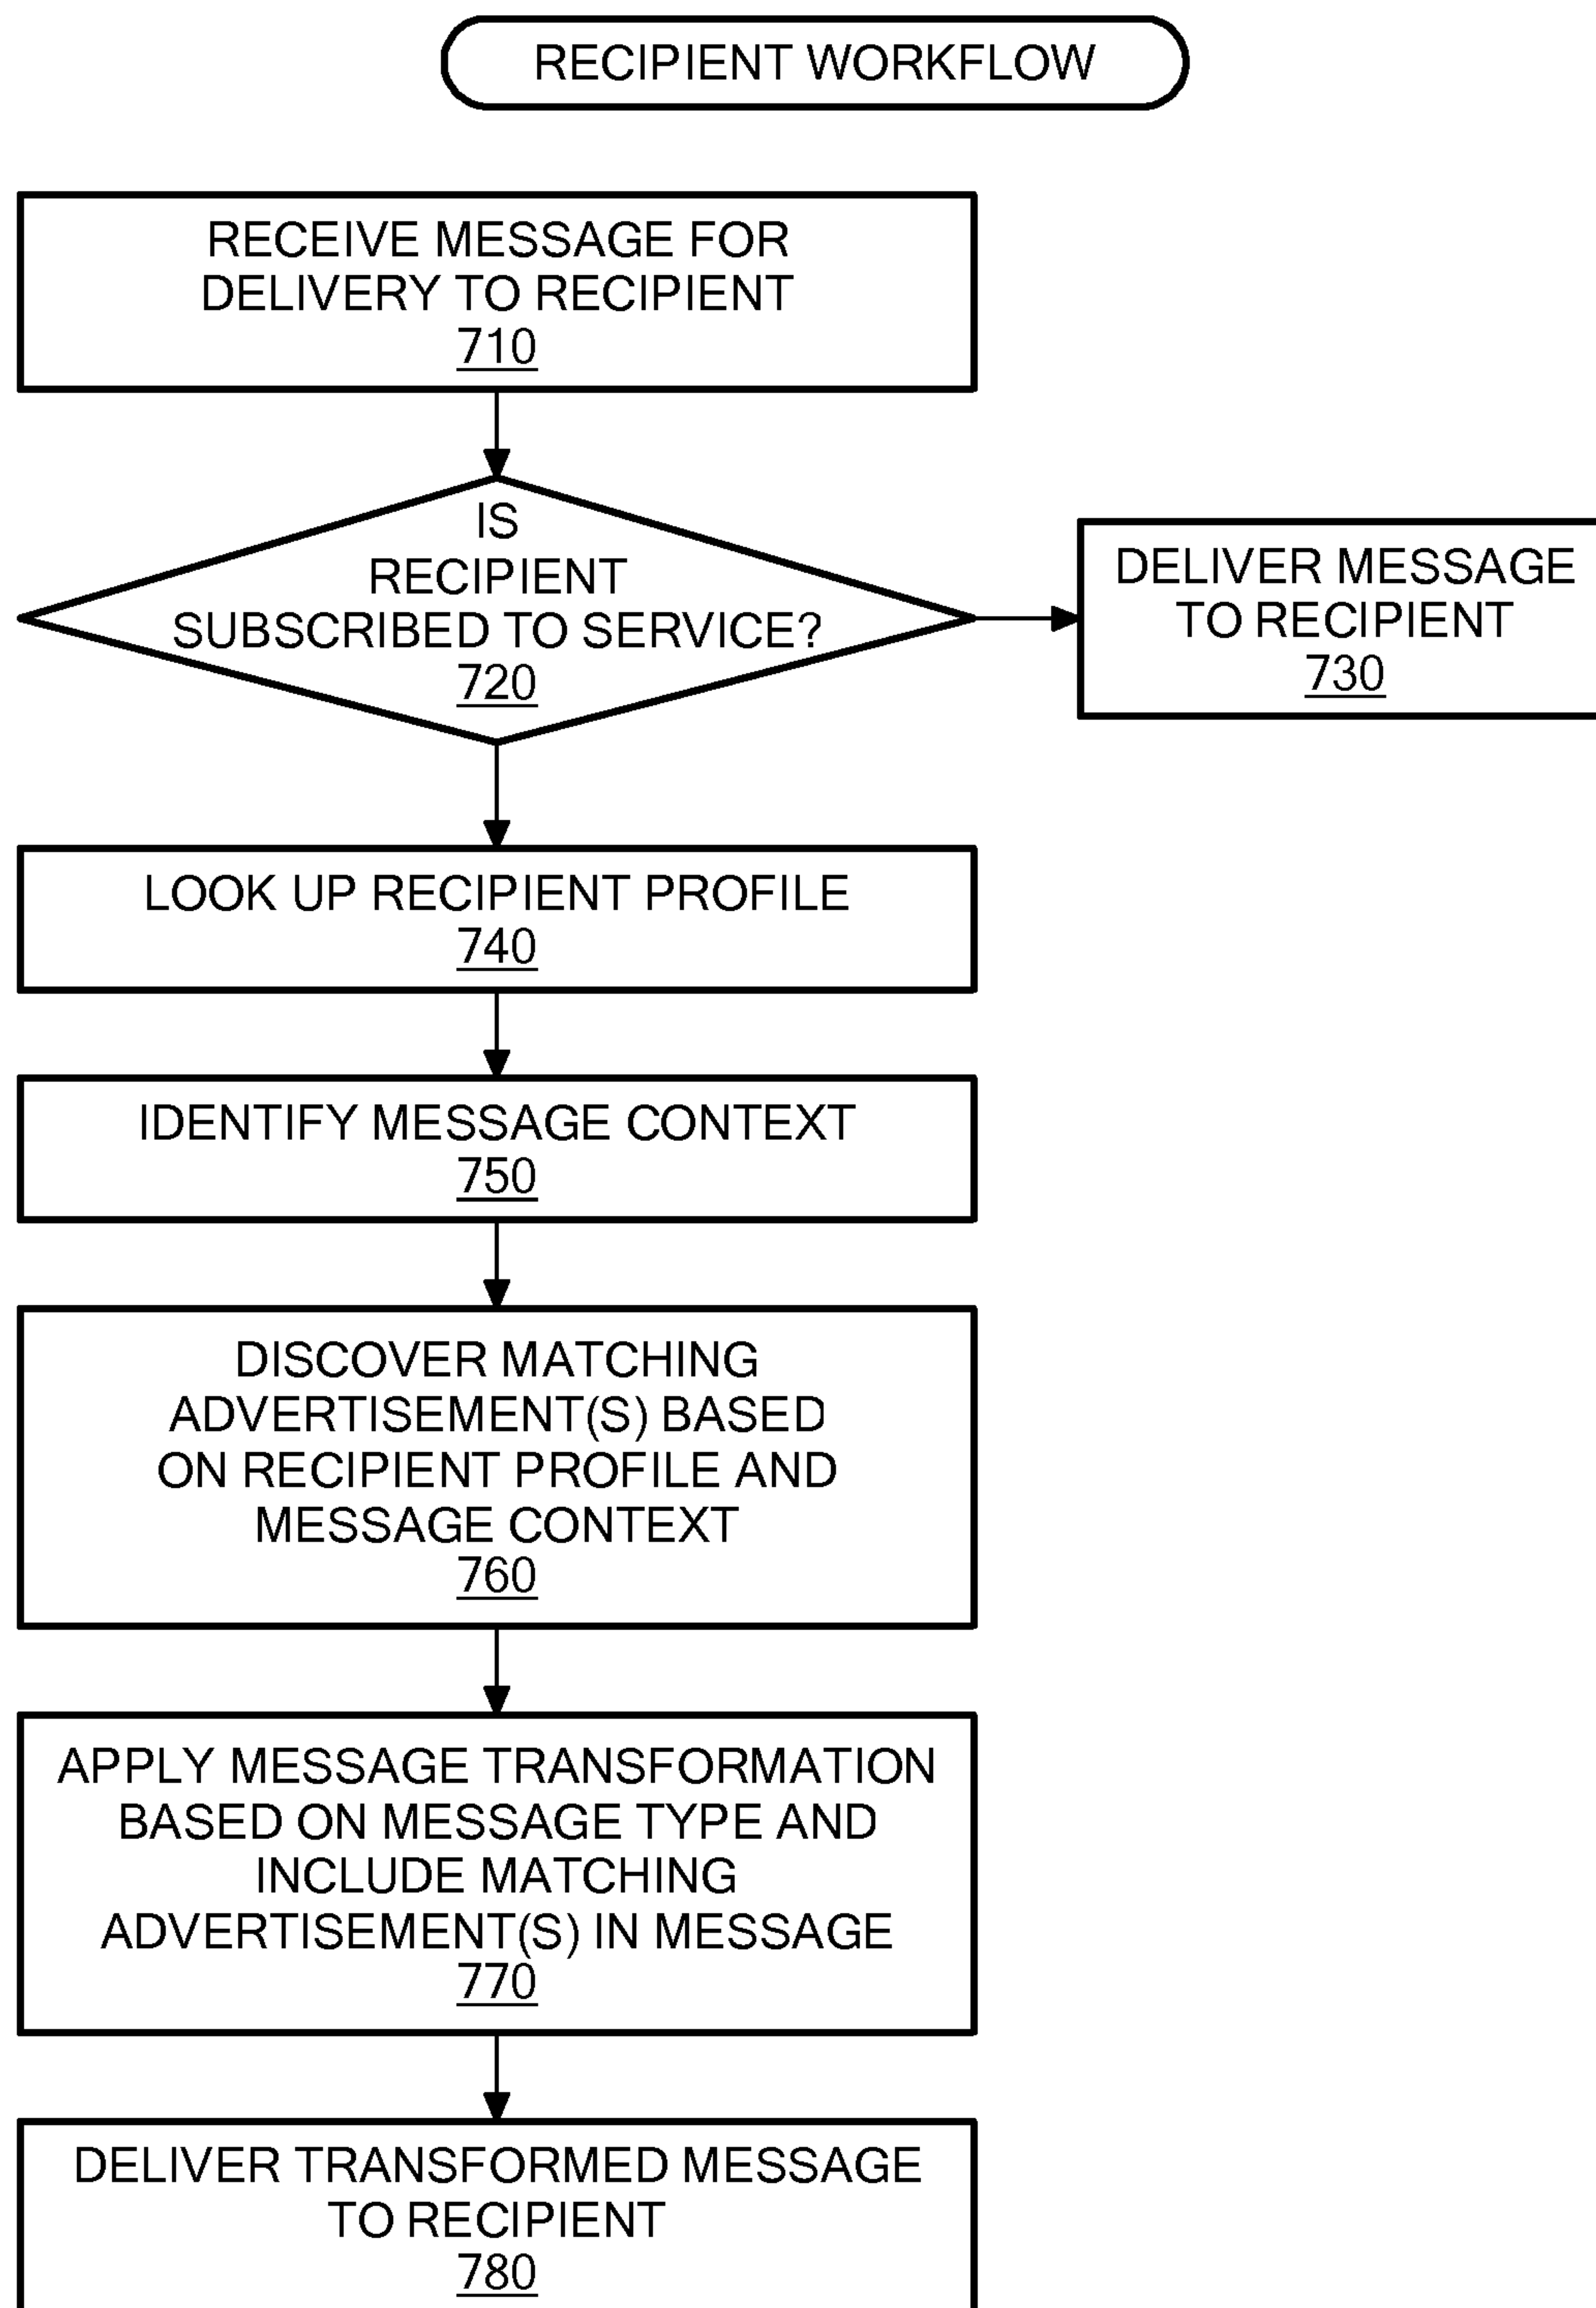 RECIPIENT WORKFLOW
RECEIVE MESSAGE FOR
DELIVERY TO RECIPIENT
710
IS
RECIPIENT
SUBSCRIBED TO SERVICE?
720
DELIVER MESSAGE
TO RECIPIENT
730
LOOK UP RECIPIENT PROFILE
740
IDENTIFY MESSAGE CONTEXT
750
DISCOVER MATCHING
ADVERTISEMENT(S) BASED
ON RECIPIENT PROFILE AND
MESSAGE CONTEXT
760
APPLY MESSAGE TRANSFORMATION
BASED ON MESSAGE TYPE AND
INCLUDE MATCHING
ADVERTISEMENT(S) IN MESSAGE
770
DELIVER TRANSFORMED MESSAGE
TO RECIPIENT
780